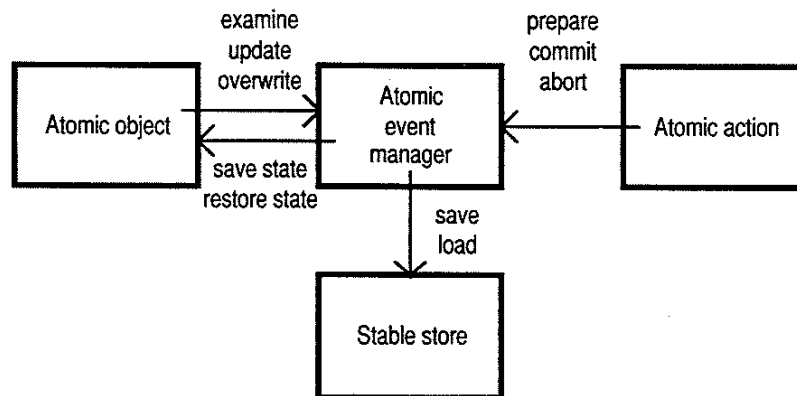 examine
update
overwrite
prepare
commit
abort
Atomic object
Atomic
event
manager
Atomic action
save state
restore state
save
load
Stable store